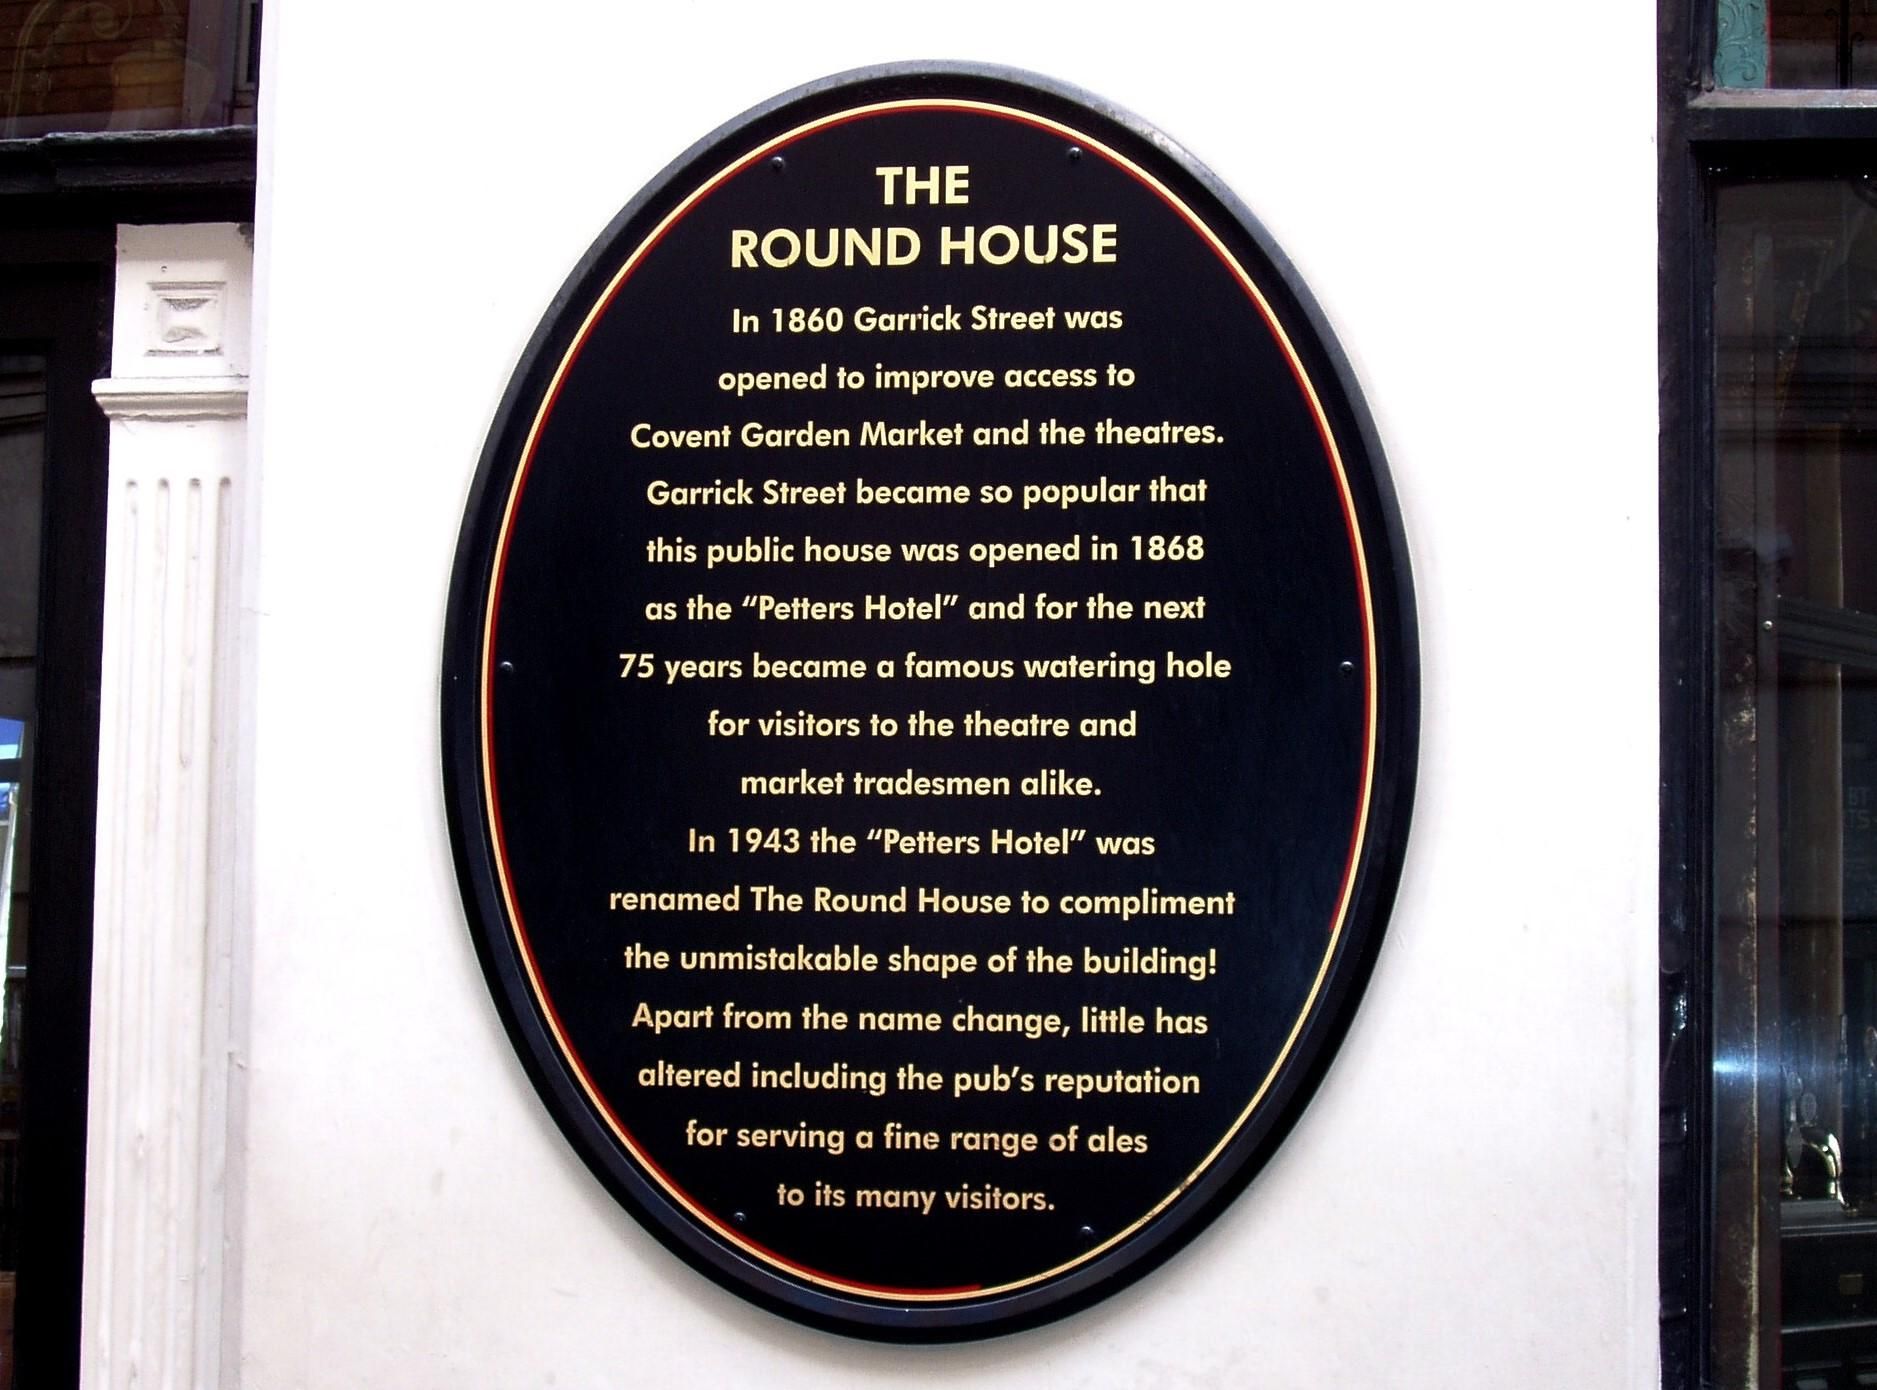 THE
ROUND HOUSE
In 1860 Garrick Street was
opened to improve access to
Covent Garden Market and the theatres.
Garrick Street became so popular that
this public house was opened in 1868
as the “Petters Hotel” and for the next
75 years became a famous watering hole
for visitors to the theatre and
market tradesmen alike.
In 1943 the “Petters Hotel” was
renamed The Round House to compliment
the unmistakable shape of the building!
Apart from the name change, little has
altered including the pub’s reputation
for serving a fine range of ales
to its many visitors.